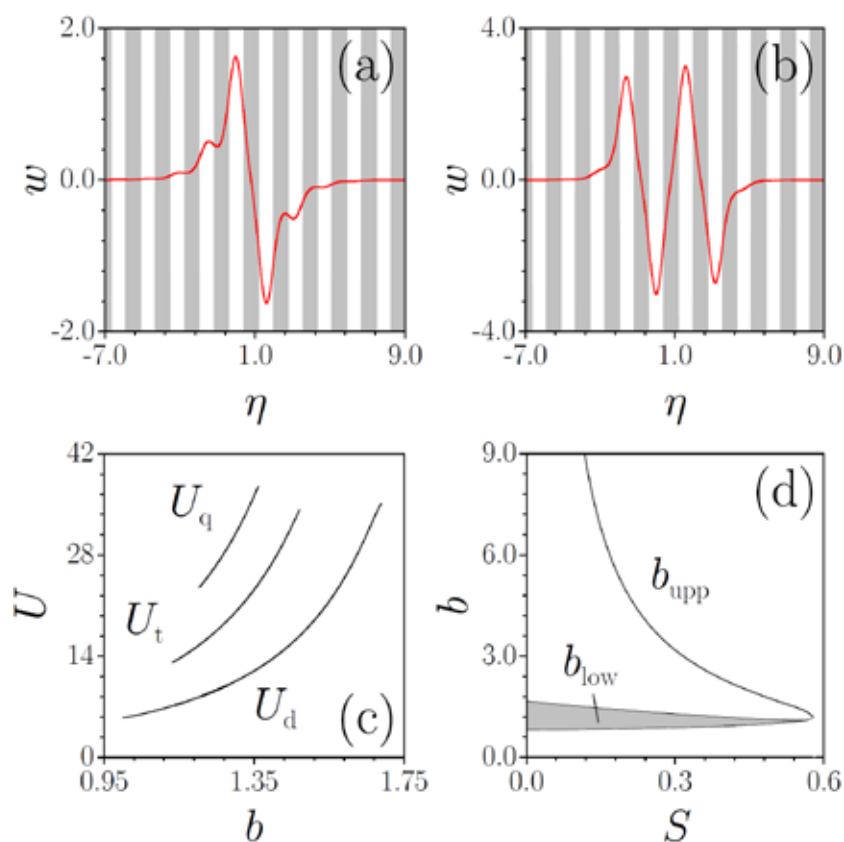 2.0
(a)
w
0.0
-2.0
-7.0 1.0 9.0
η
4.0
(b)
w
0.0
-4.0
-7.0 1.0 9.0
η
42
U_q
28
U
U_t
14
U_d
(c)
0
0.95 1.35 1.75
b
9.0
(d)
6.0
b_upp
b
3.0
b_low
0.0
0.0 0.3 0.6
S